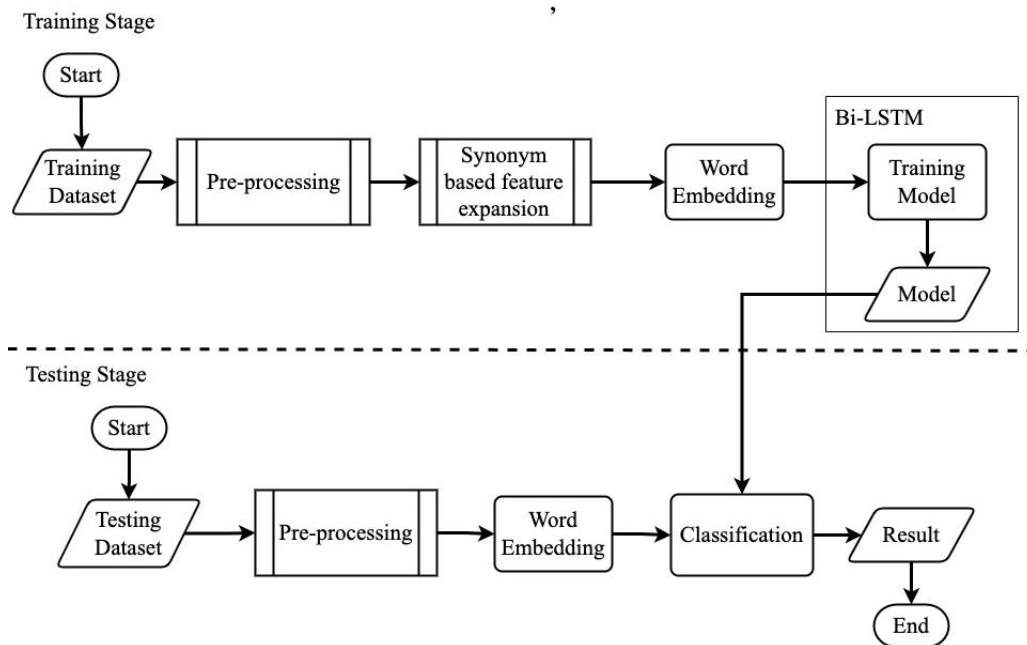 ,
Training Stage
Start
Training
Dataset
Pre-processing
Synonym
based feature
expansion
Word
Embedding
Bi-LSTM
Training
Model
Model
Testing Stage
Start
Testing
Dataset
Pre-processing
Word
Embedding
Classification
Result
End